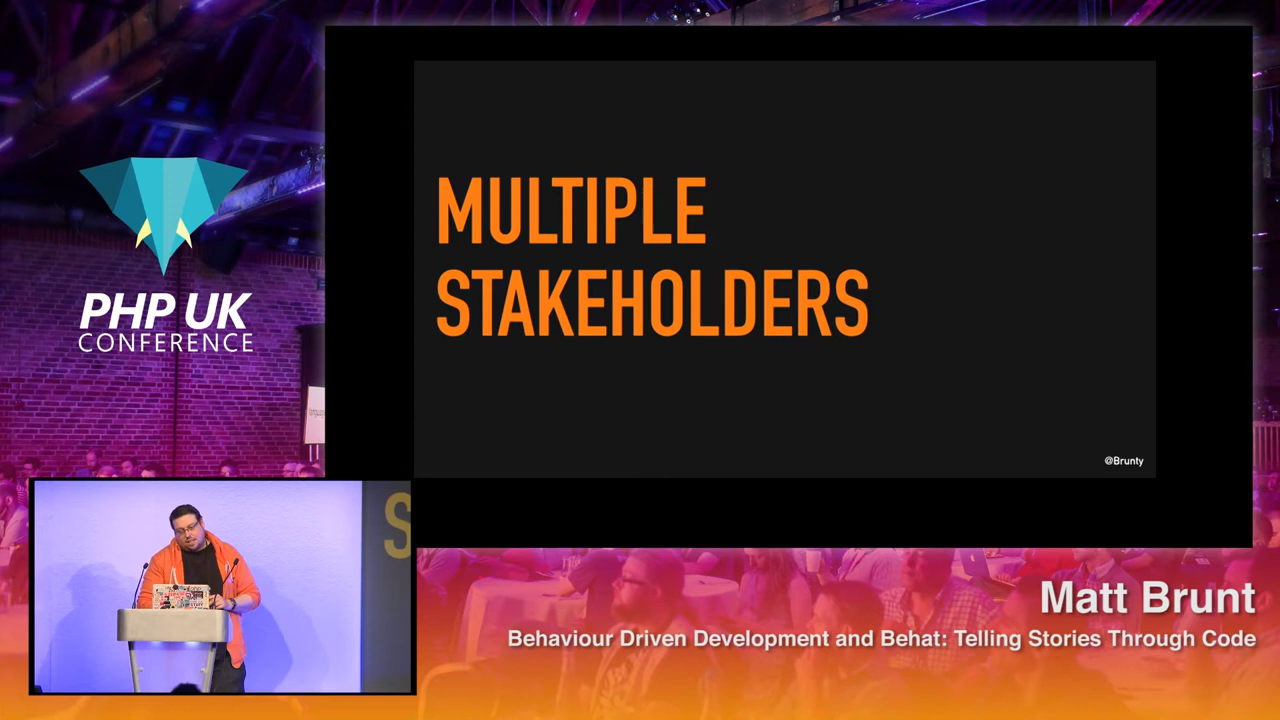 MULTIPLE
STAKEHOLDERS
@Brunty
PHP UK
CONFERENCE
S
Matt Brunt
Behaviour Driven Development and Behat: Telling Stories Through Code